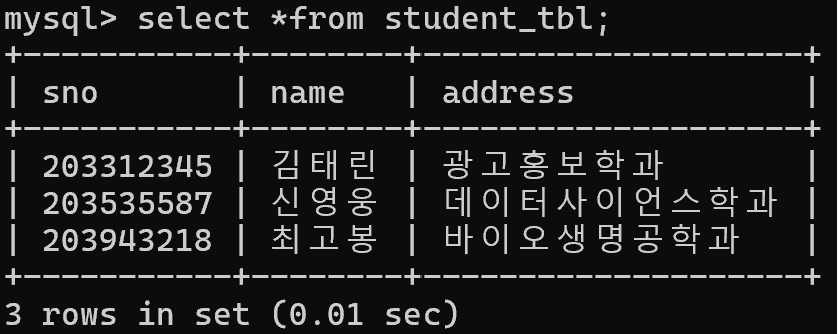 mysql> select *from student_tbl;
+-----------+--------+--------------------+
| sno       | name   | address            |
+-----------+--------+--------------------+
| 203312345 | 김태린 | 광고홍보학과       |
| 203535587 | 신영웅 | 데이터사이언스학과 |
| 203943218 | 최고봉 | 바이오생명공학과   |
+-----------+--------+--------------------+
3 rows in set (0.01 sec)